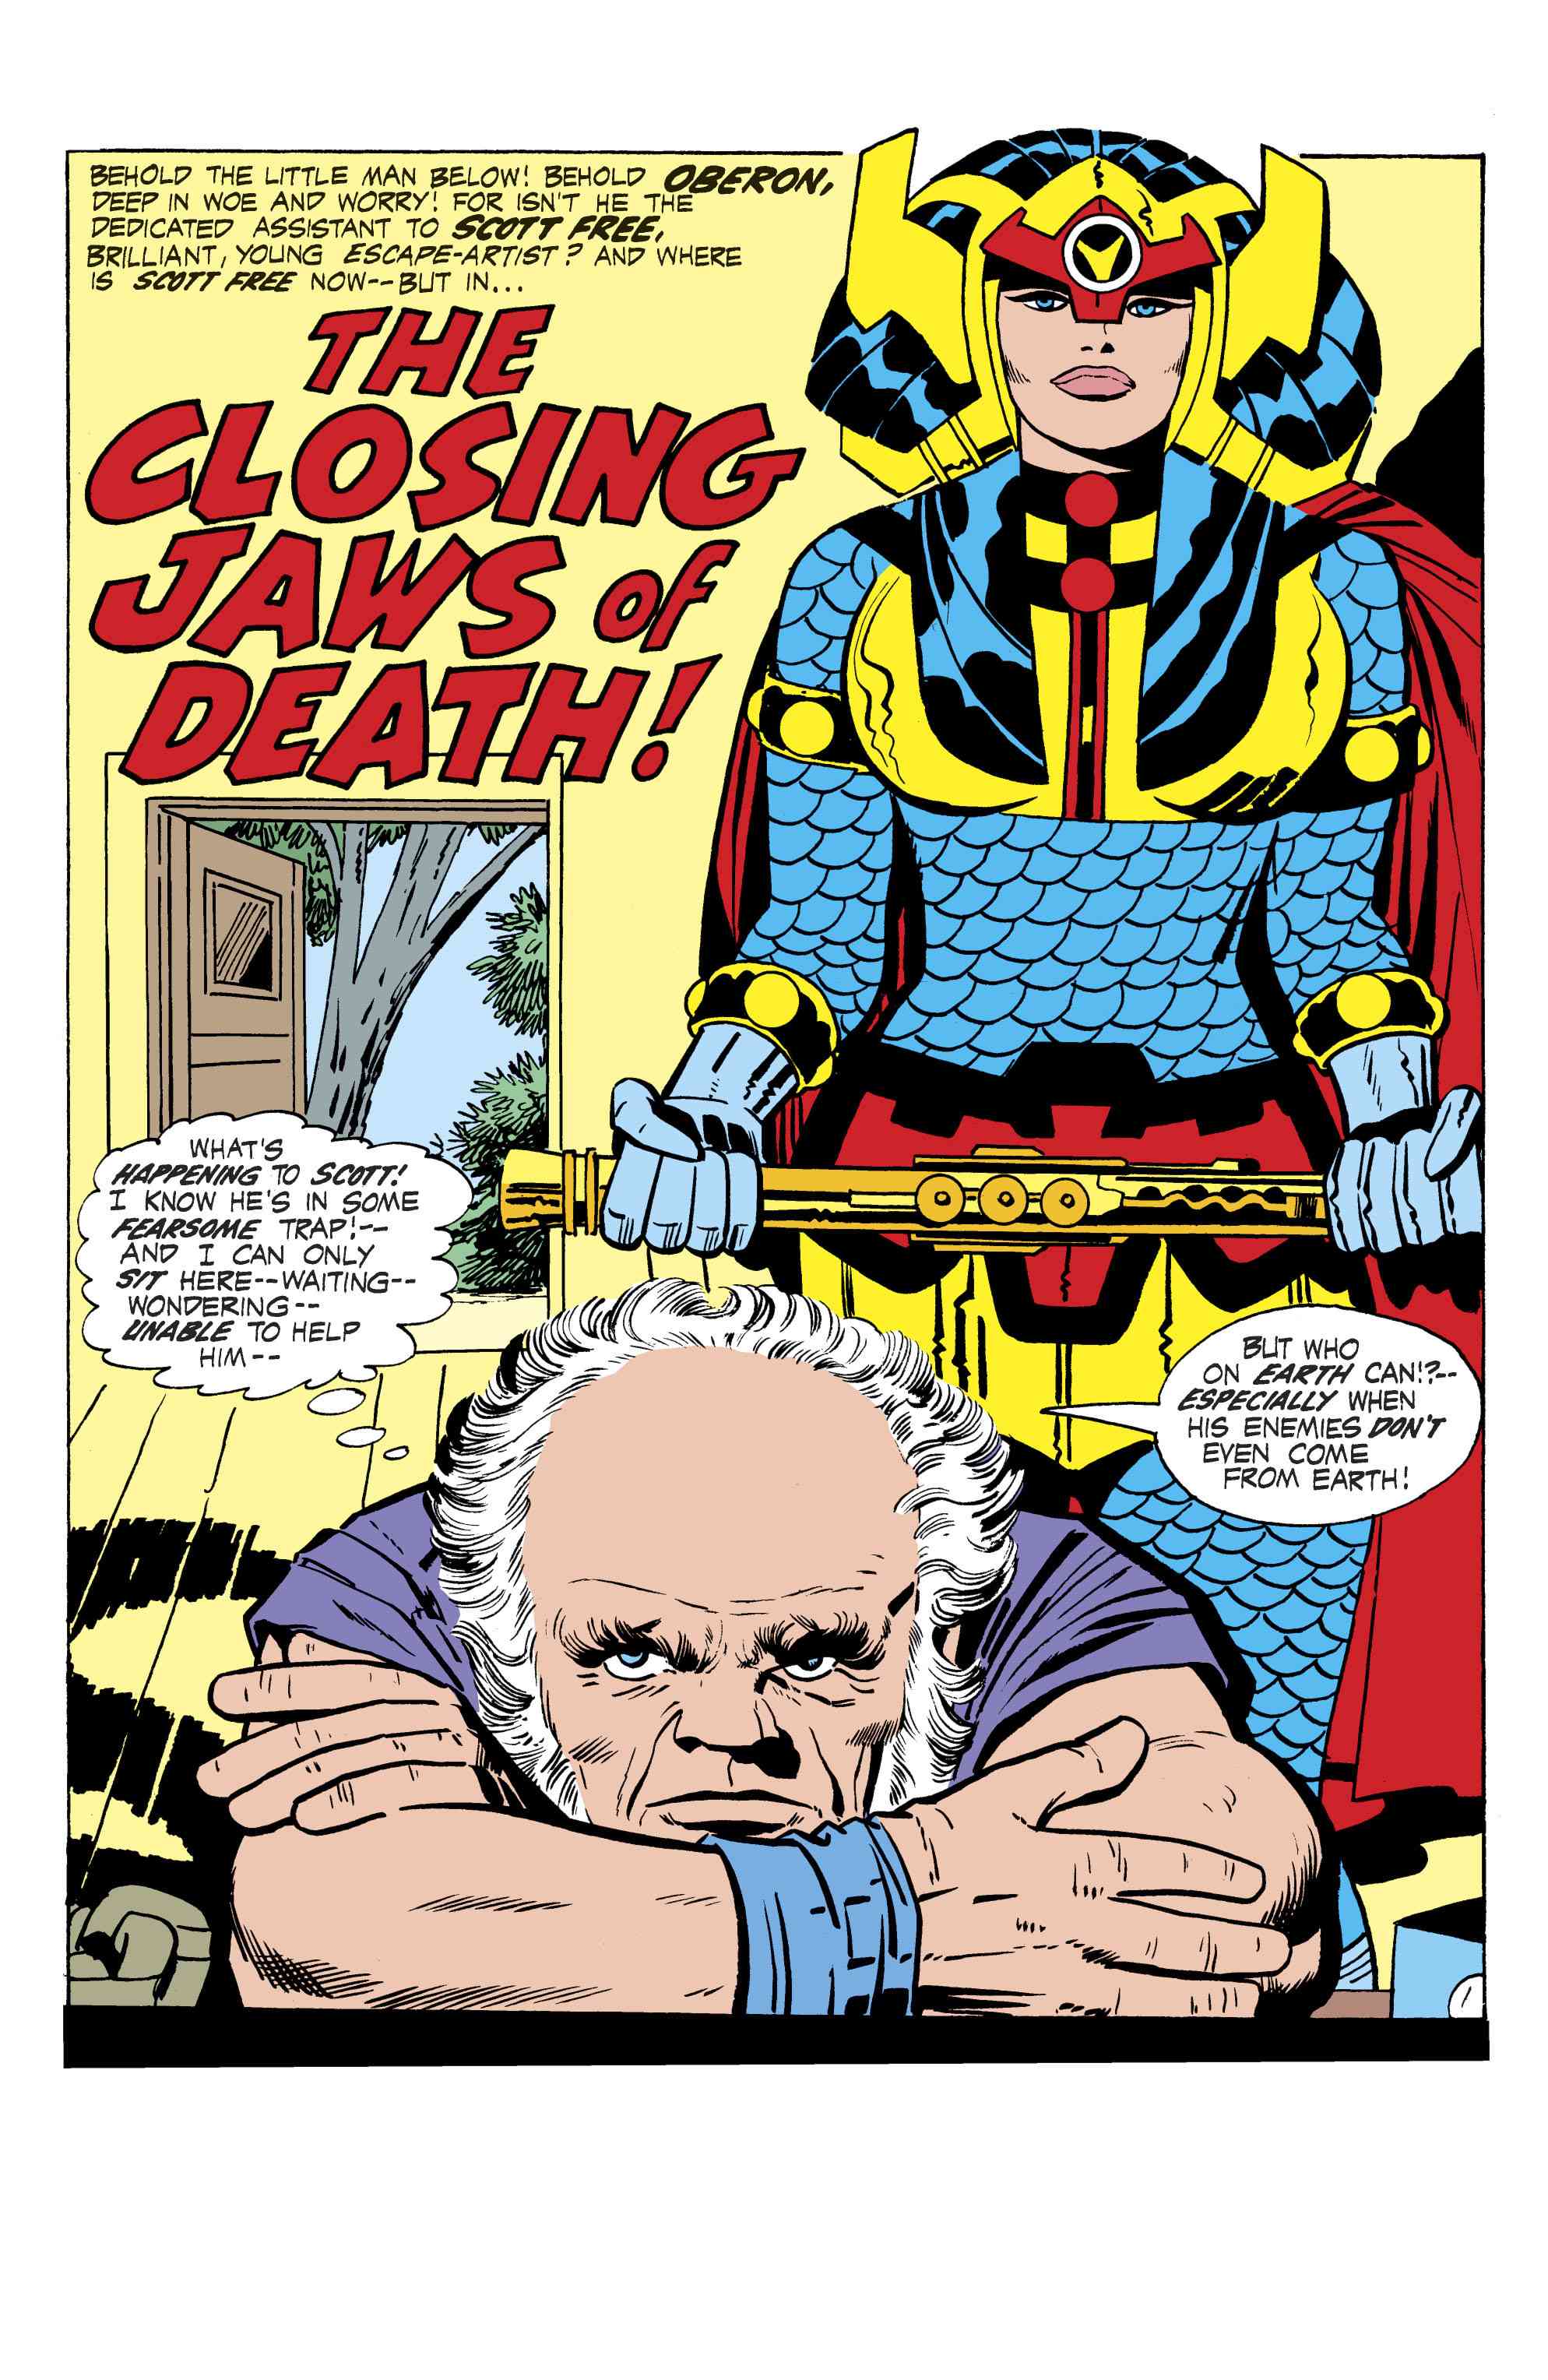 BEHOLD THE LITTLE MAN BELOW! BEHOLD OBERON,
DEEP IN WOE AND WORRY! FOR ISN'T HE THE
DEDICATED ASSISTANT TO SCOTT FREE,
BRILLIANT, YOUNG ESCAPE-ARTIST? AND WHERE
IS SCOTT FREE NOW--BUT IN...
THE
CLOSING
JAWS OF
DEATH!
WHAT'S
HAPPENING TO SCOTT!
I KNOW HE'S IN SOME
FEARSOME TRAP!--
AND I CAN ONLY
SIT HERE--WAITING--
WONDERING--
UNABLE TO HELP
HIM--
BUT WHO
ON EARTH CAN!?--
ESPECIALLY WHEN
HIS ENEMIES DON'T
EVEN COME
FROM EARTH!
1